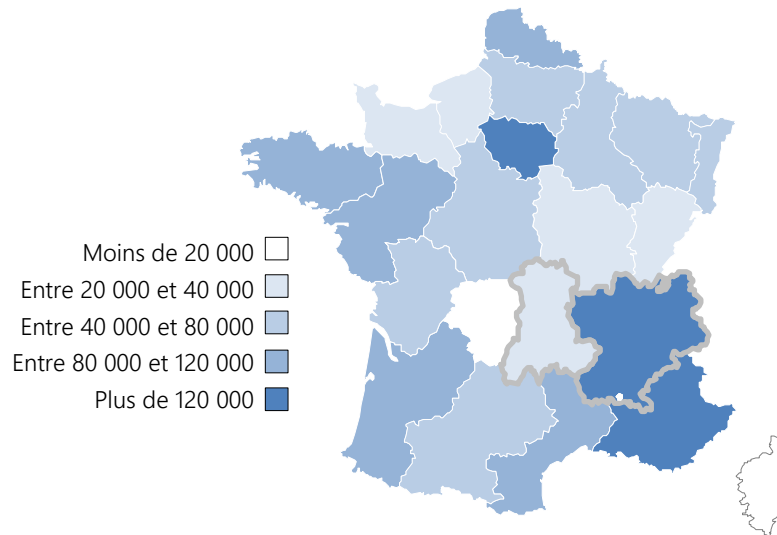 Moins de 20 000
Entre 20 000 et 40 000
Entre 40 000 et 80 000
Entre 80 000 et 120 000
Plus de 120 000